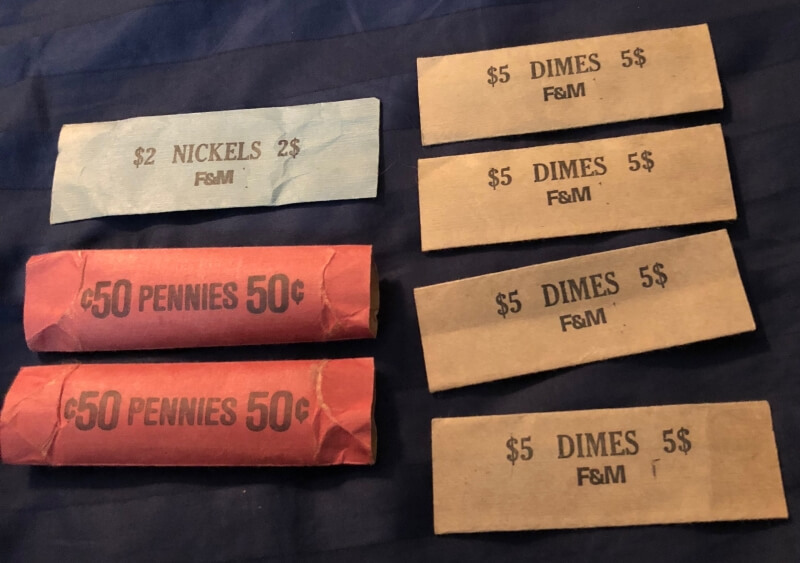 $2 NICKELS 2$
F&M
¢50 PENNIES 50¢
¢50 PENNIES 50¢
$5 DIMES 5$
F&M
$5 DIMES 5$
F&M
$5 DIMES 5$
F&M
$5 DIMES 5$
F&M